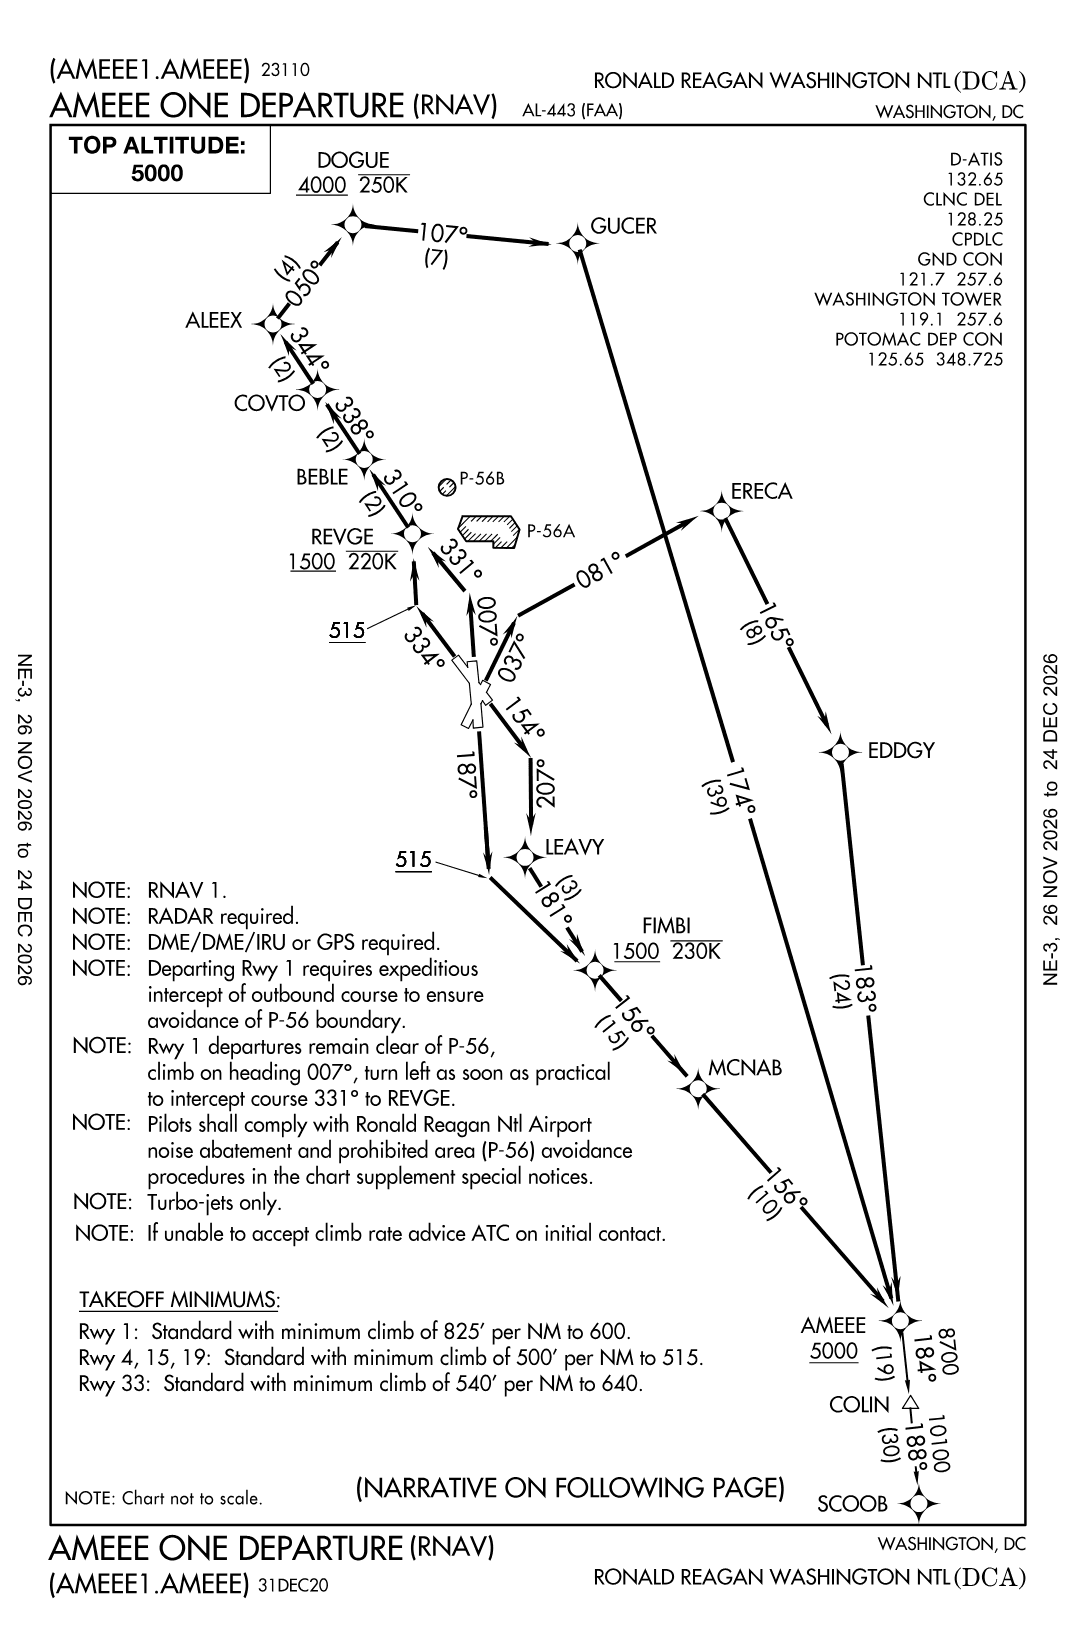 (AMEEE1.AMEEE) 23110
AMEEE ONE DEPARTURE (RNAV)
AL-443 (FAA)
RONALD REAGAN WASHINGTON NTL (DCA)
WASHINGTON, DC
TOP ALTITUDE:
5000
D-ATIS
132.65
CLNC DEL
128.25
CPDLC
GND CON
121.7 257.6
WASHINGTON TOWER
119.1 257.6
POTOMAC DEP CON
125.65 348.725
DOGUE
4000 250K
107°
(7)
GUCER
(4)
050°
ALEEX
344°
(2)
COVTO
338°
(2)
BEBLE
310°
(2)
P-56B
P-56A
REVGE
1500 220K
331°
007°
515
334°
037°
081°
ERECA
165°
(8)
EDDGY
154°
187°
207°
174°
(39)
515
LEAVY
(3)
181°
FIMBI
1500 230K
183°
(24)
156°
(15)
MCNAB
156°
(10)
NOTE: RNAV 1.
NOTE: RADAR required.
NOTE: DME/DME/IRU or GPS required.
NOTE: Departing Rwy 1 requires expeditious
intercept of outbound course to ensure
avoidance of P-56 boundary.
NOTE: Rwy 1 departures remain clear of P-56,
climb on heading 007°, turn left as soon as practical
to intercept course 331° to REVGE.
NOTE: Pilots shall comply with Ronald Reagan Ntl Airport
noise abatement and prohibited area (P-56) avoidance
procedures in the chart supplement special notices.
NOTE: Turbo-jets only.
NOTE: If unable to accept climb rate advice ATC on initial contact.
TAKEOFF MINIMUMS:
Rwy 1: Standard with minimum climb of 825' per NM to 600.
Rwy 4, 15, 19: Standard with minimum climb of 500' per NM to 515.
Rwy 33: Standard with minimum climb of 540' per NM to 640.
AMEEE
5000
8700
184°
(19)
COLIN
10100
188°
(30)
SCOOB
(NARRATIVE ON FOLLOWING PAGE)
NOTE: Chart not to scale.
NE-3, 26 NOV 2026 to 24 DEC 2026
NE-3, 26 NOV 2026 to 24 DEC 2026
AMEEE ONE DEPARTURE (RNAV)
(AMEEE1.AMEEE) 31DEC20
WASHINGTON, DC
RONALD REAGAN WASHINGTON NTL (DCA)